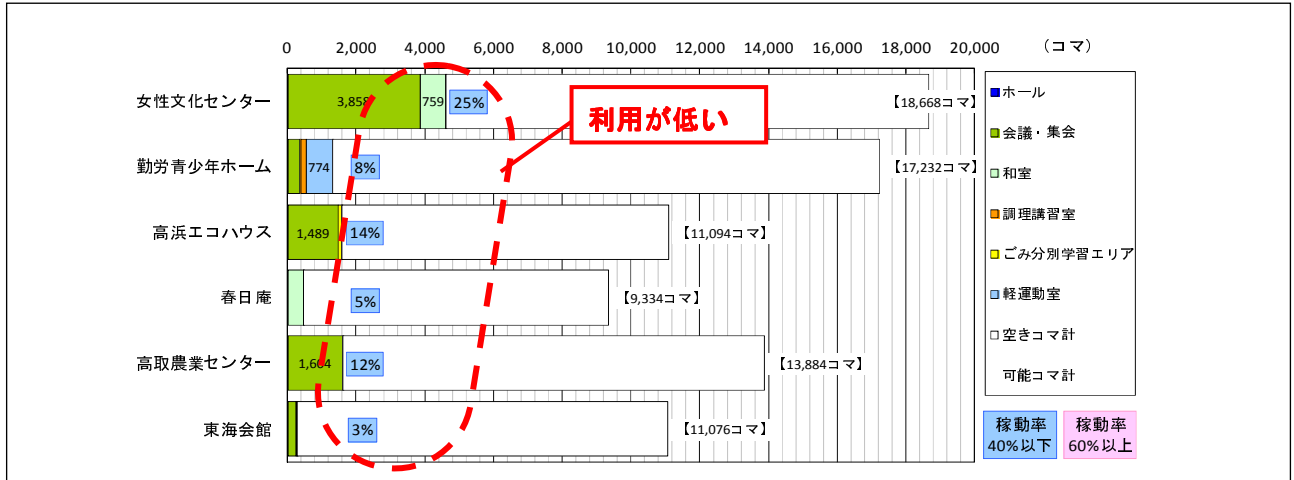 0 2,000 4,000 6,000 8,000 10,000 12,000 14,000 16,000 18,000 20,000 (コマ)
女性文化センター 3,858 759 25% 【18,668コマ】
利用が低い
勤労青少年ホーム 774 8% 【17,232コマ】
高浜エコハウス 1,489 14% 【11,094コマ】
春日庵 5% 【9,334コマ】
高取農業センター 12% 【13,884コマ】
東海会館 3% 【11,076コマ】
ホール
会議・集会
和室
調理講習室
ごみ分別学習エリア
軽運動室
空きコマ計
可能コマ計
稼動率
40%以下
稼動率
60%以上